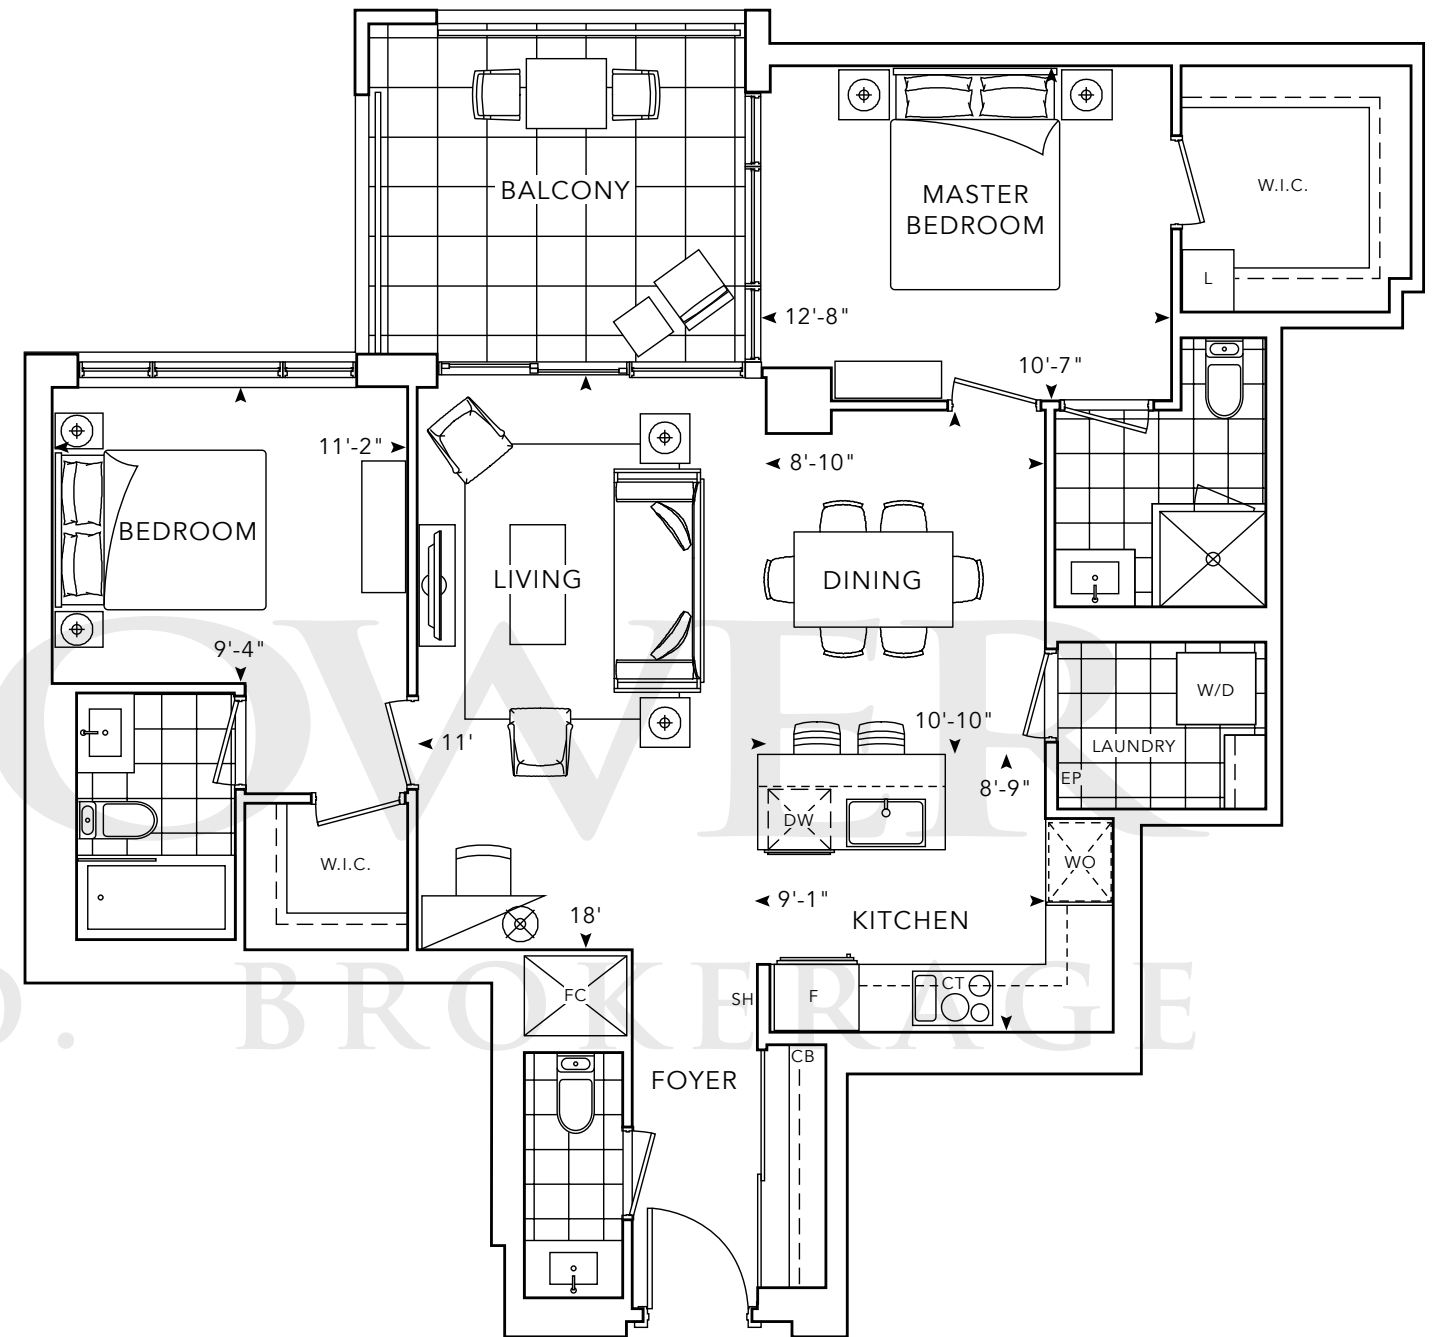 BALCONY
MASTER
BEDROOM
W.I.C.
L
12'-8"
10'-7"
11'-2"
8'-10"
BEDROOM
LIVING
DINING
9'-4"
W/D
11'
10'-10"
LAUNDRY
EP
8'-9"
DW
WO
W.I.C.
9'-1"
18'
KITCHEN
FC
SH
F
CT
CB
FOYER
OWER
D. BROKERAGE